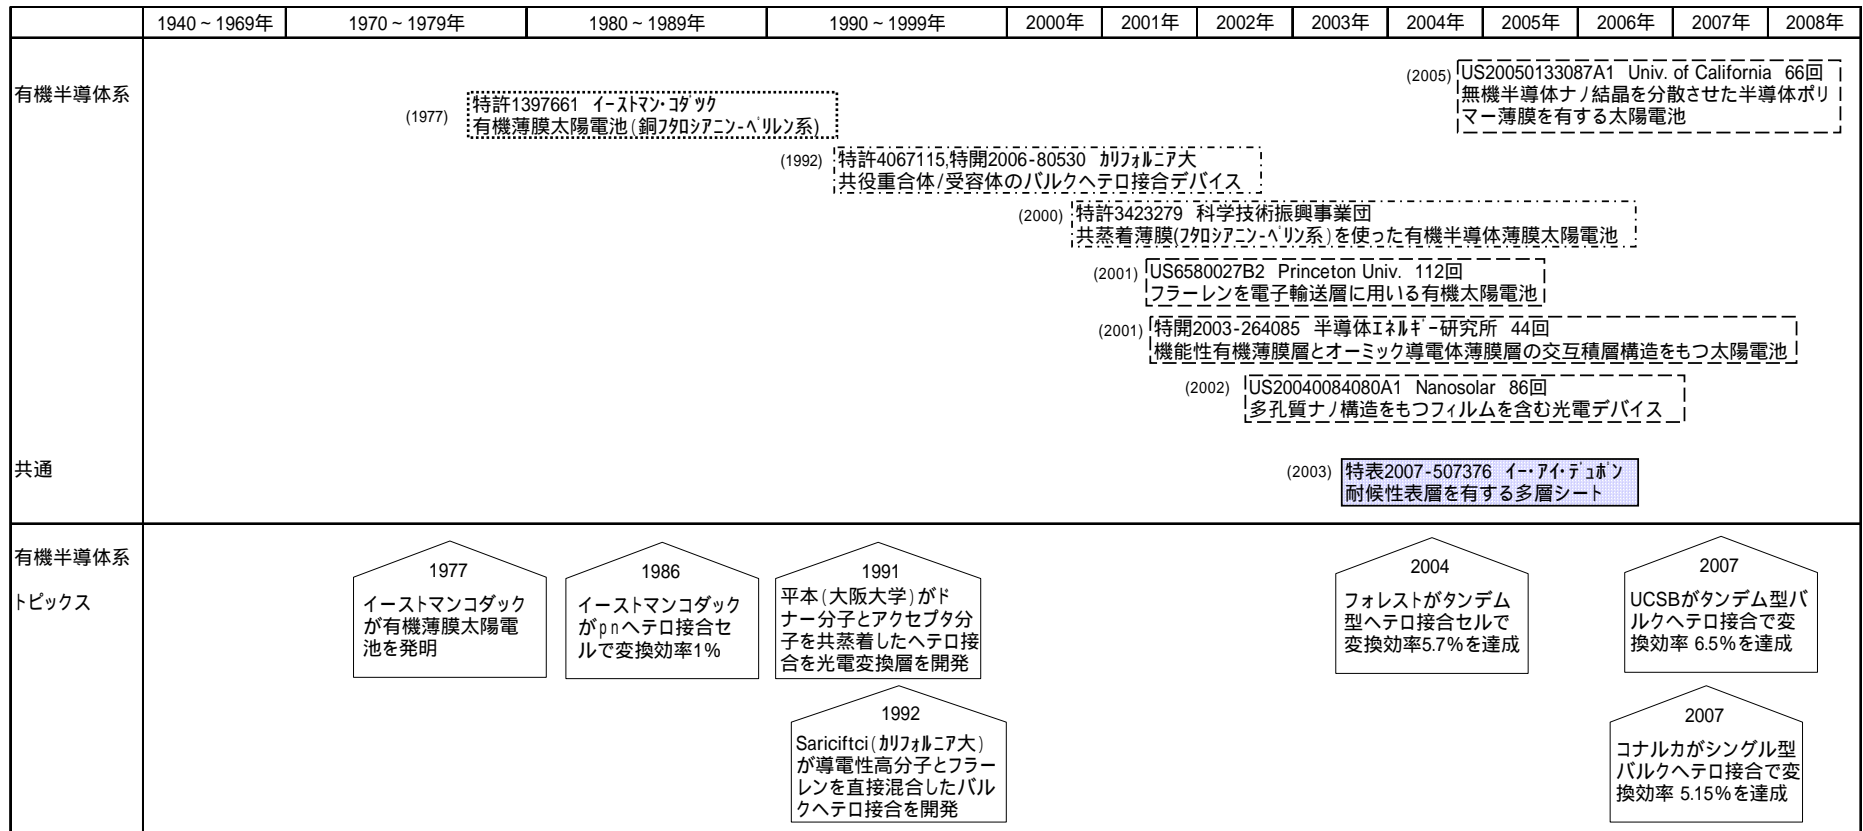 1940～1969年 1970～1979年 1980～1989年 1990～1999年 2000年 2001年 2002年 2003年 2004年 2005年 2006年 2007年 2008年
有機半導体系
(1977)
特許1397661 ｲｰｽﾄﾏﾝ･ｺﾀﾞｯｸ
有機薄膜太陽電池(銅ﾌﾀﾛｼｱﾆﾝ-ﾍﾟﾘﾚﾝ系)
(2005)
US20050133087A1 Univ. of California 66回
無機半導体ナノ結晶を分散させた半導体ポリ
マー薄膜を有する太陽電池
(1992)
特許4067115,特開2006-80530 ｶﾘﾌｫﾙﾆｱ大
共役重合体/受容体のバルクヘテロ接合デバイス
(2000)
特許3423279 科学技術振興事業団
共蒸着薄膜(ﾌﾀﾛｼｱﾆﾝ-ﾍﾟﾘﾝ系)を使った有機半導体薄膜太陽電池
(2001)
US6580027B2 Princeton Univ. 112回
フラーレンを電子輸送層に用いる有機太陽電池
(2001)
特開2003-264085 半導体ｴﾈﾙｷﾞｰ研究所 44回
機能性有機薄膜層とオーミック導電体薄膜層の交互積層構造をもつ太陽電池
(2002)
US20040084080A1 Nanosolar 86回
多孔質ナノ構造をもつフィルムを含む光電デバイス
共通
(2003)
特表2007-507376 ｲｰ･ｱｲ･ﾃﾞｭﾎﾟﾝ
耐候性表層を有する多層シート
有機半導体系
トピックス
1977
イーストマンコダック
が有機薄膜太陽電
池を発明
1986
イーストマンコダック
がpnヘテロ接合セ
ルで変換効率1％
1991
平本(大阪大学)がド
ナー分子とアクセプタ分
子を共蒸着したヘテロ接
合を光電変換層を開発
1992
Sariciftci(ｶﾘﾌｫﾙﾆｱ大)
が導電性高分子とフラー
レンを直接混合したバル
クヘテロ接合を開発
2004
フォレストがタンデム
型ヘテロ接合セルで
変換効率5.7％を達成
2007
UCSBがタンデム型バ
ルクヘテロ接合で変
換効率 6.5％を達成
2007
コナルカがシングル型
バルクヘテロ接合で変
換効率 5.15％を達成